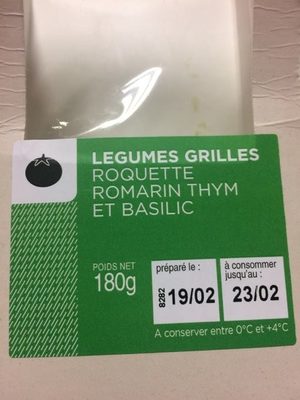 LEGUMES GRILLES
ROQUETTE
ROMARIN THYM
ET BASILIC
POIDS NET
180g
préparé le :
8282
19/02
à consommer
jusqu'au :
23/02
A conserver entre 0°C et +4°C